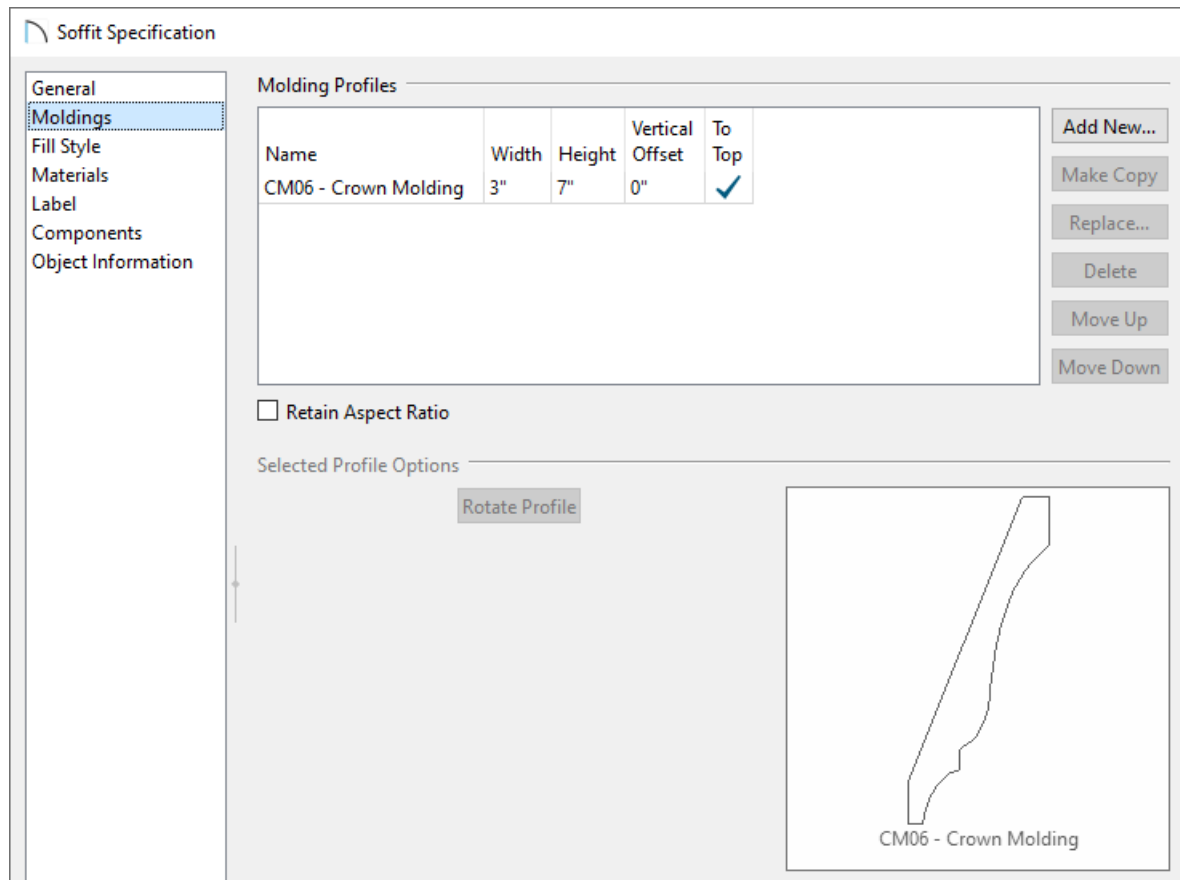 Soffit Specification
General
Moldings
Fill Style
Materials
Label
Components
Object Information
Molding Profiles
Name Width Height Vertical Offset To Top
CM06 - Crown Molding 3" 7" 0"
Add New...
Make Copy
Replace...
Delete
Move Up
Move Down
Retain Aspect Ratio
Selected Profile Options
Rotate Profile
CM06 - Crown Molding